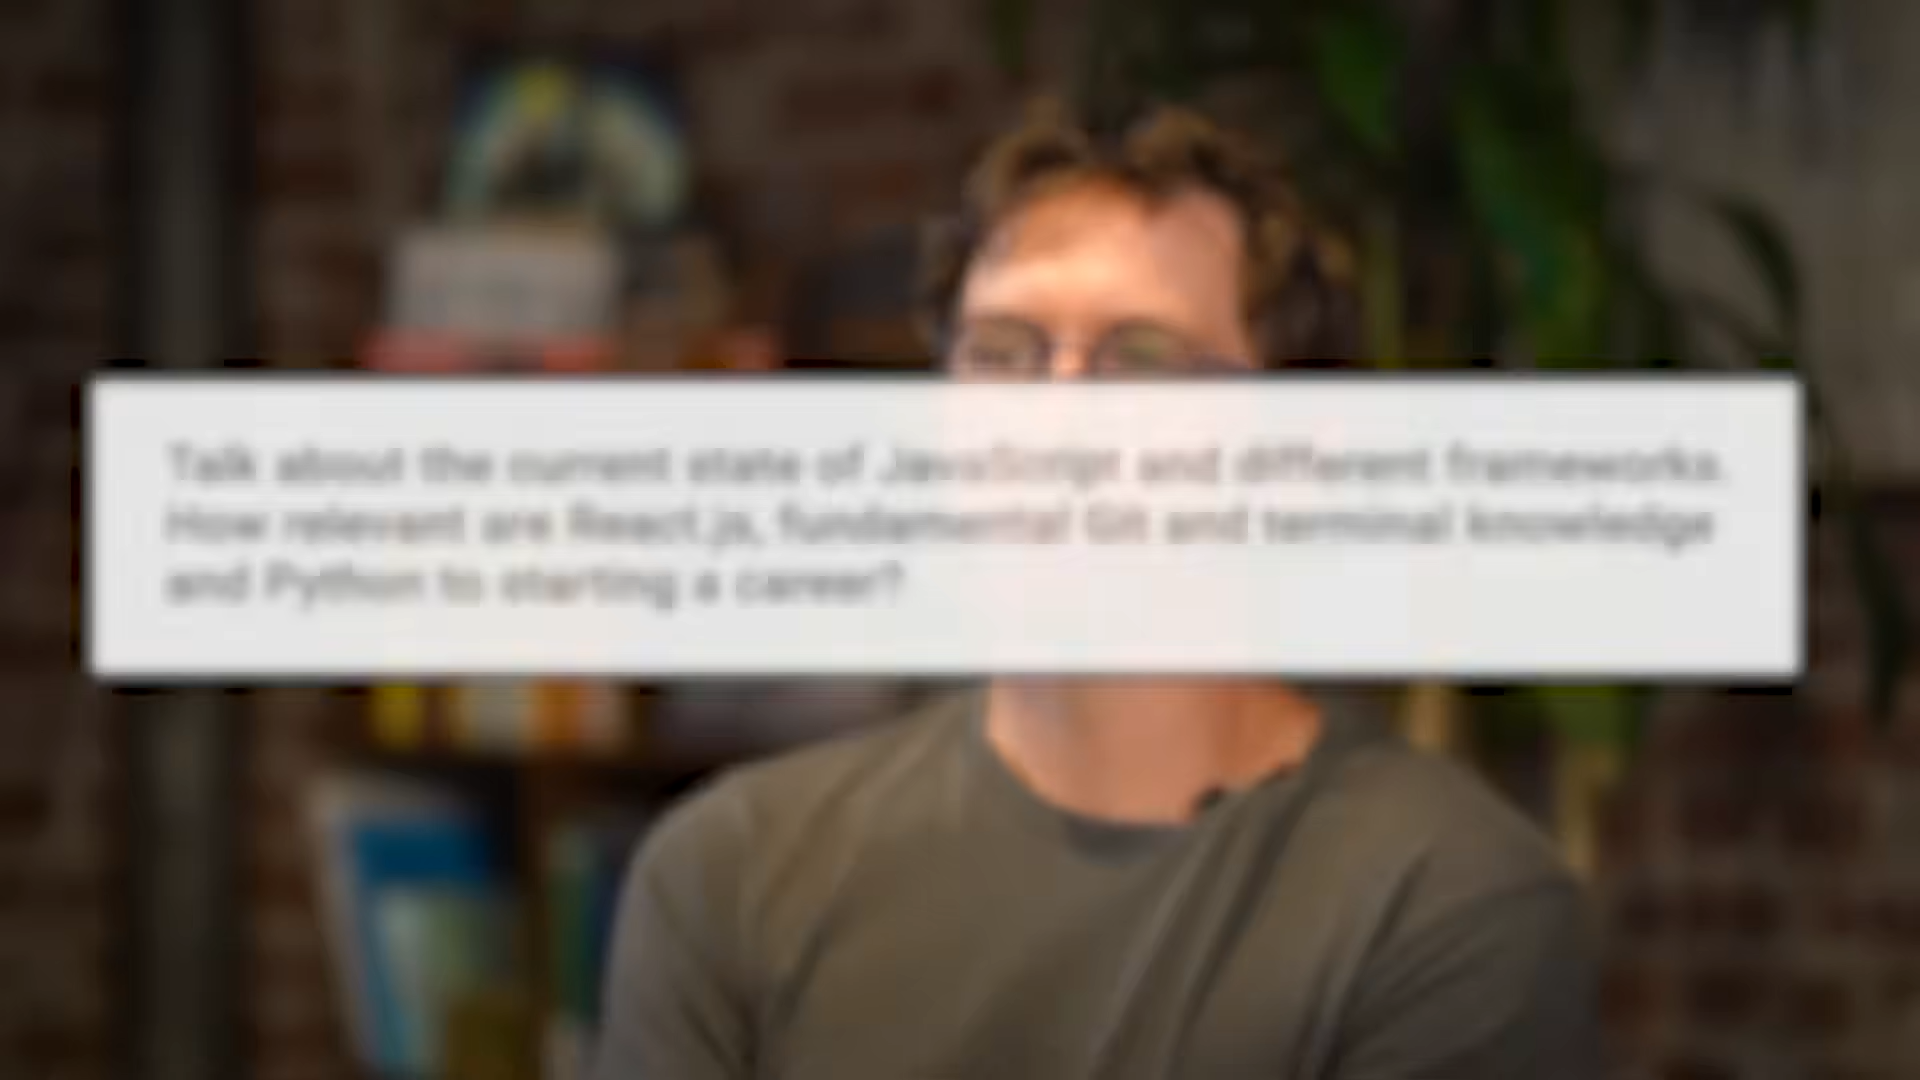 Talk about the current state of JavaScript and different frameworks.
How relevant are React.js, fundamental Git and terminal knowledge
and Python to starting a career?